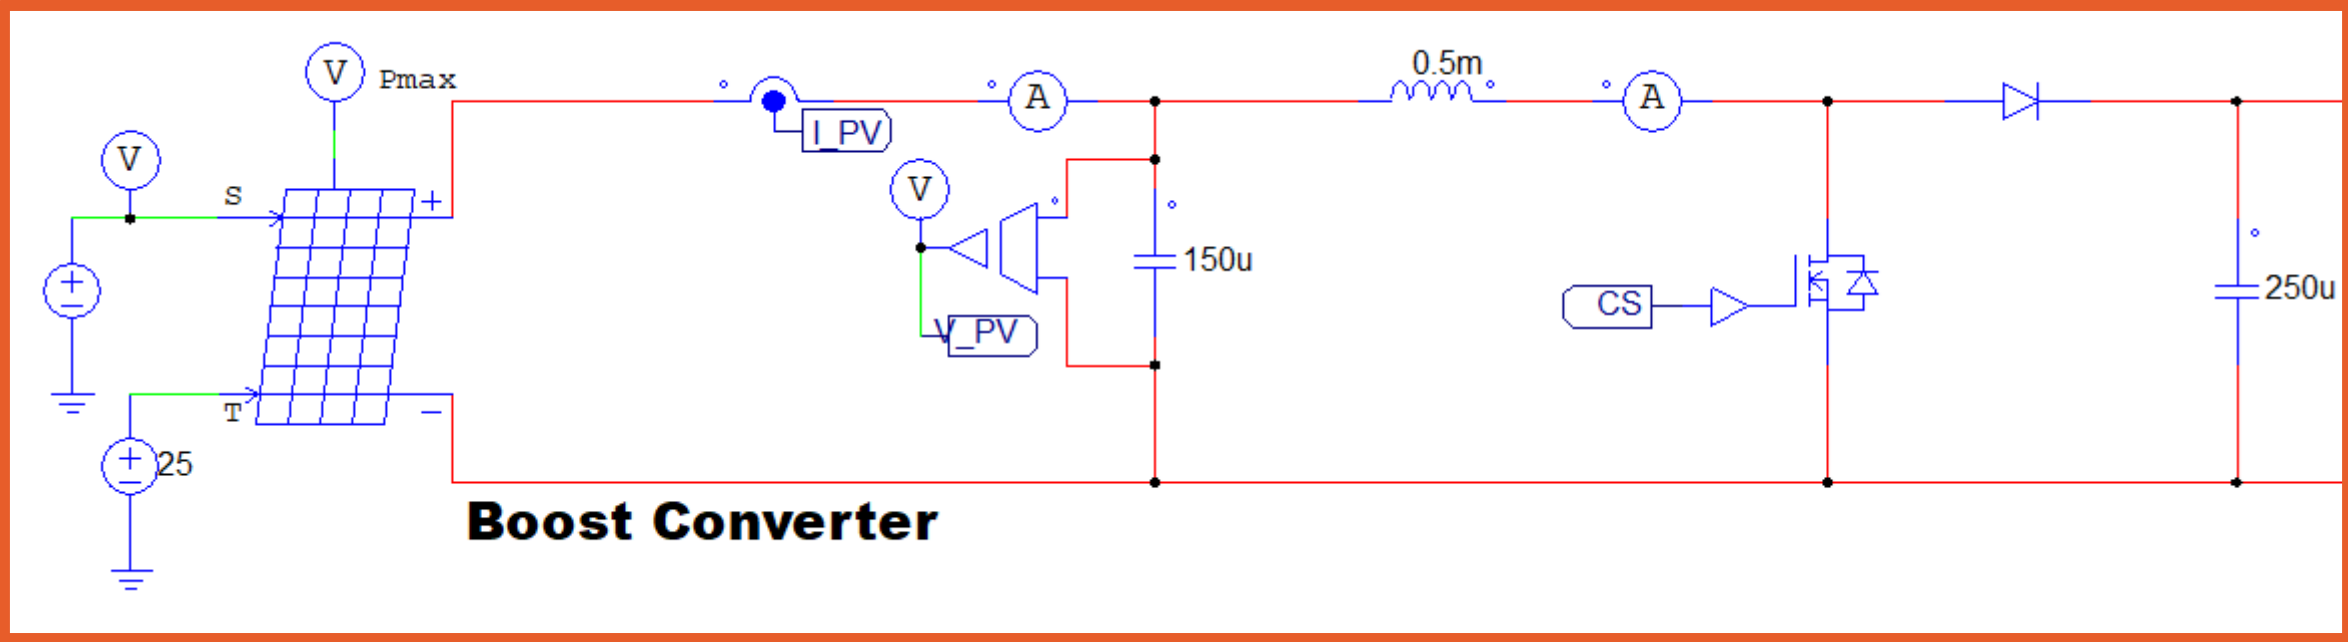 0.5m
V
Pmax
A
A
I_PV
V
V
S
+
150u
+
−
CS
V_PV
250u
T
−
+
−
25
Boost Converter